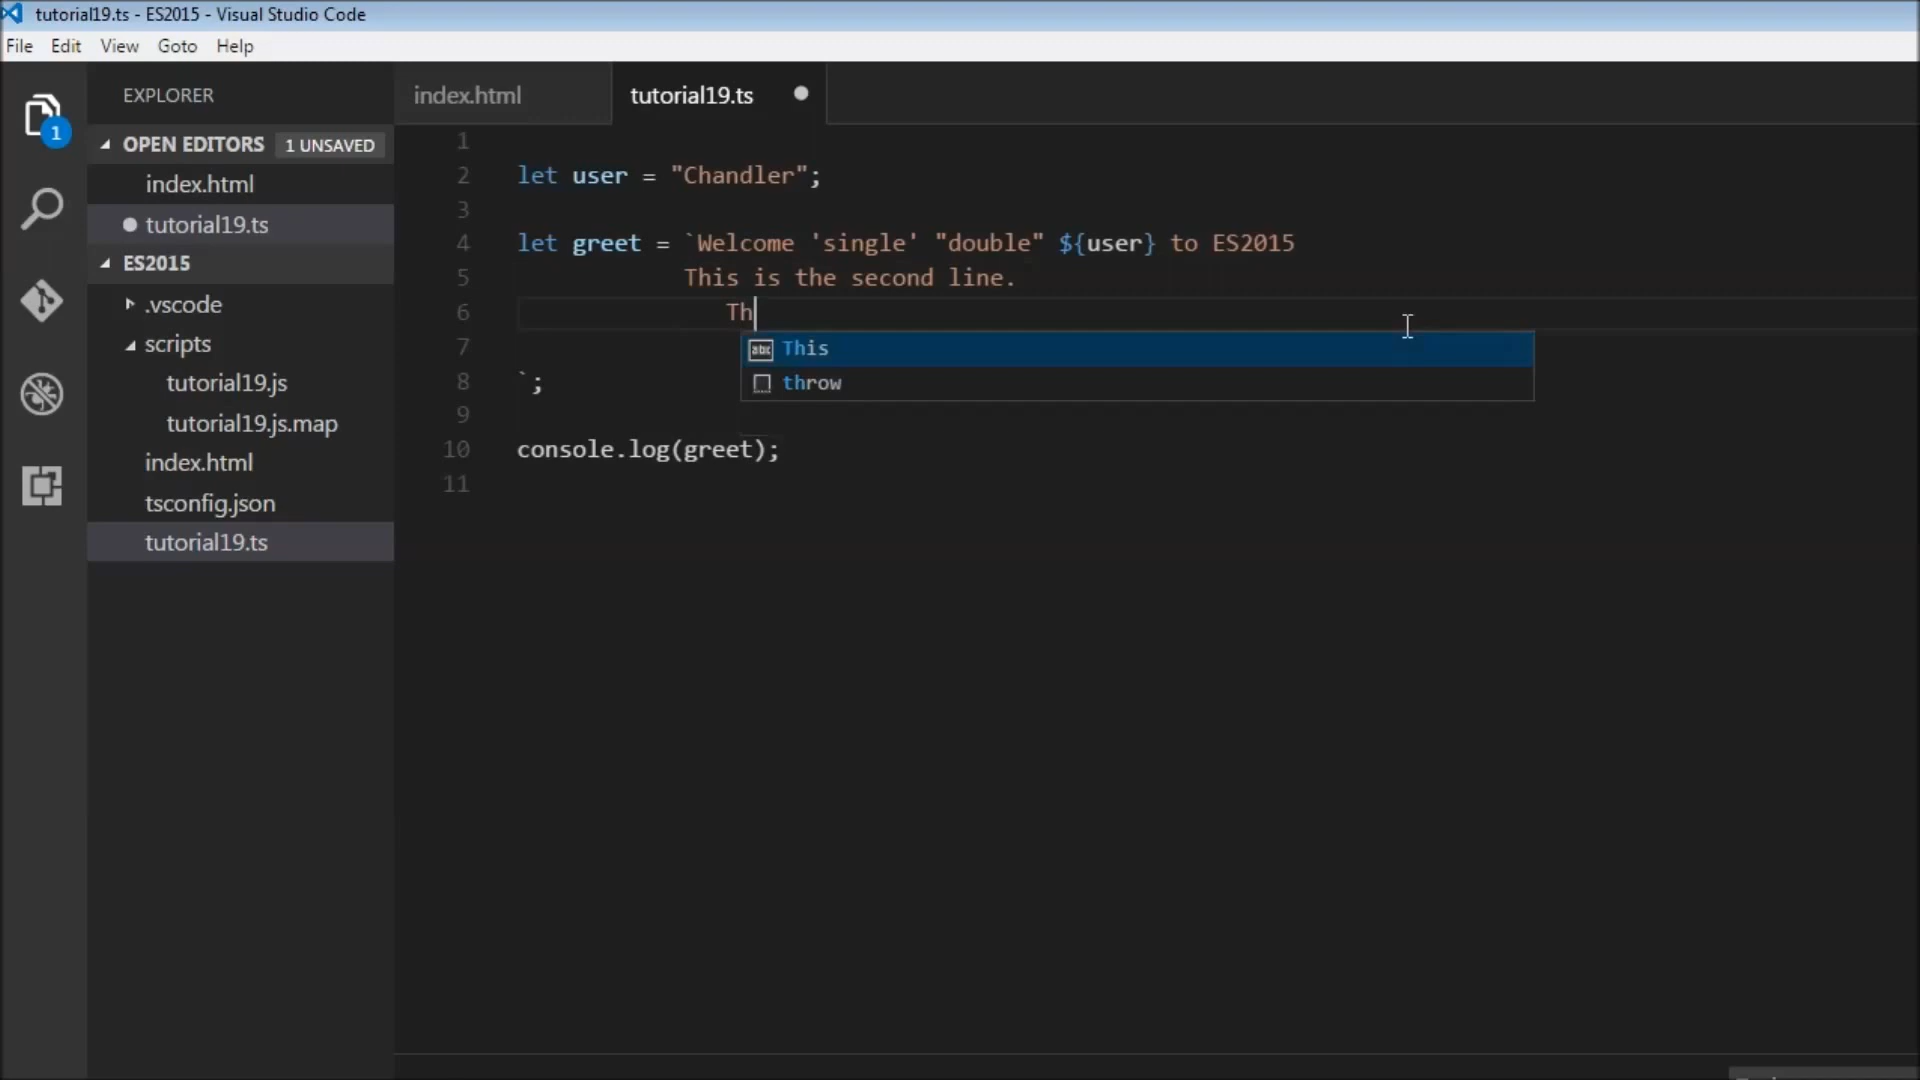 tutorial19.ts - ES2015 - Visual Studio Code
File Edit View Goto Help
EXPLORER
OPEN EDITORS 1 UNSAVED
index.html
tutorial19.ts
ES2015
.vscode
scripts
tutorial19.js
tutorial19.js.map
index.html
tsconfig.json
tutorial19.ts
1
index.html tutorial19.ts
1
2 let user = "Chandler";
3
4 let greet = `Welcome 'single' "double" ${user} to ES2015
5 This is the second line.
6 Th
7
8 `;
9
10 console.log(greet);
11
This
throw
abc